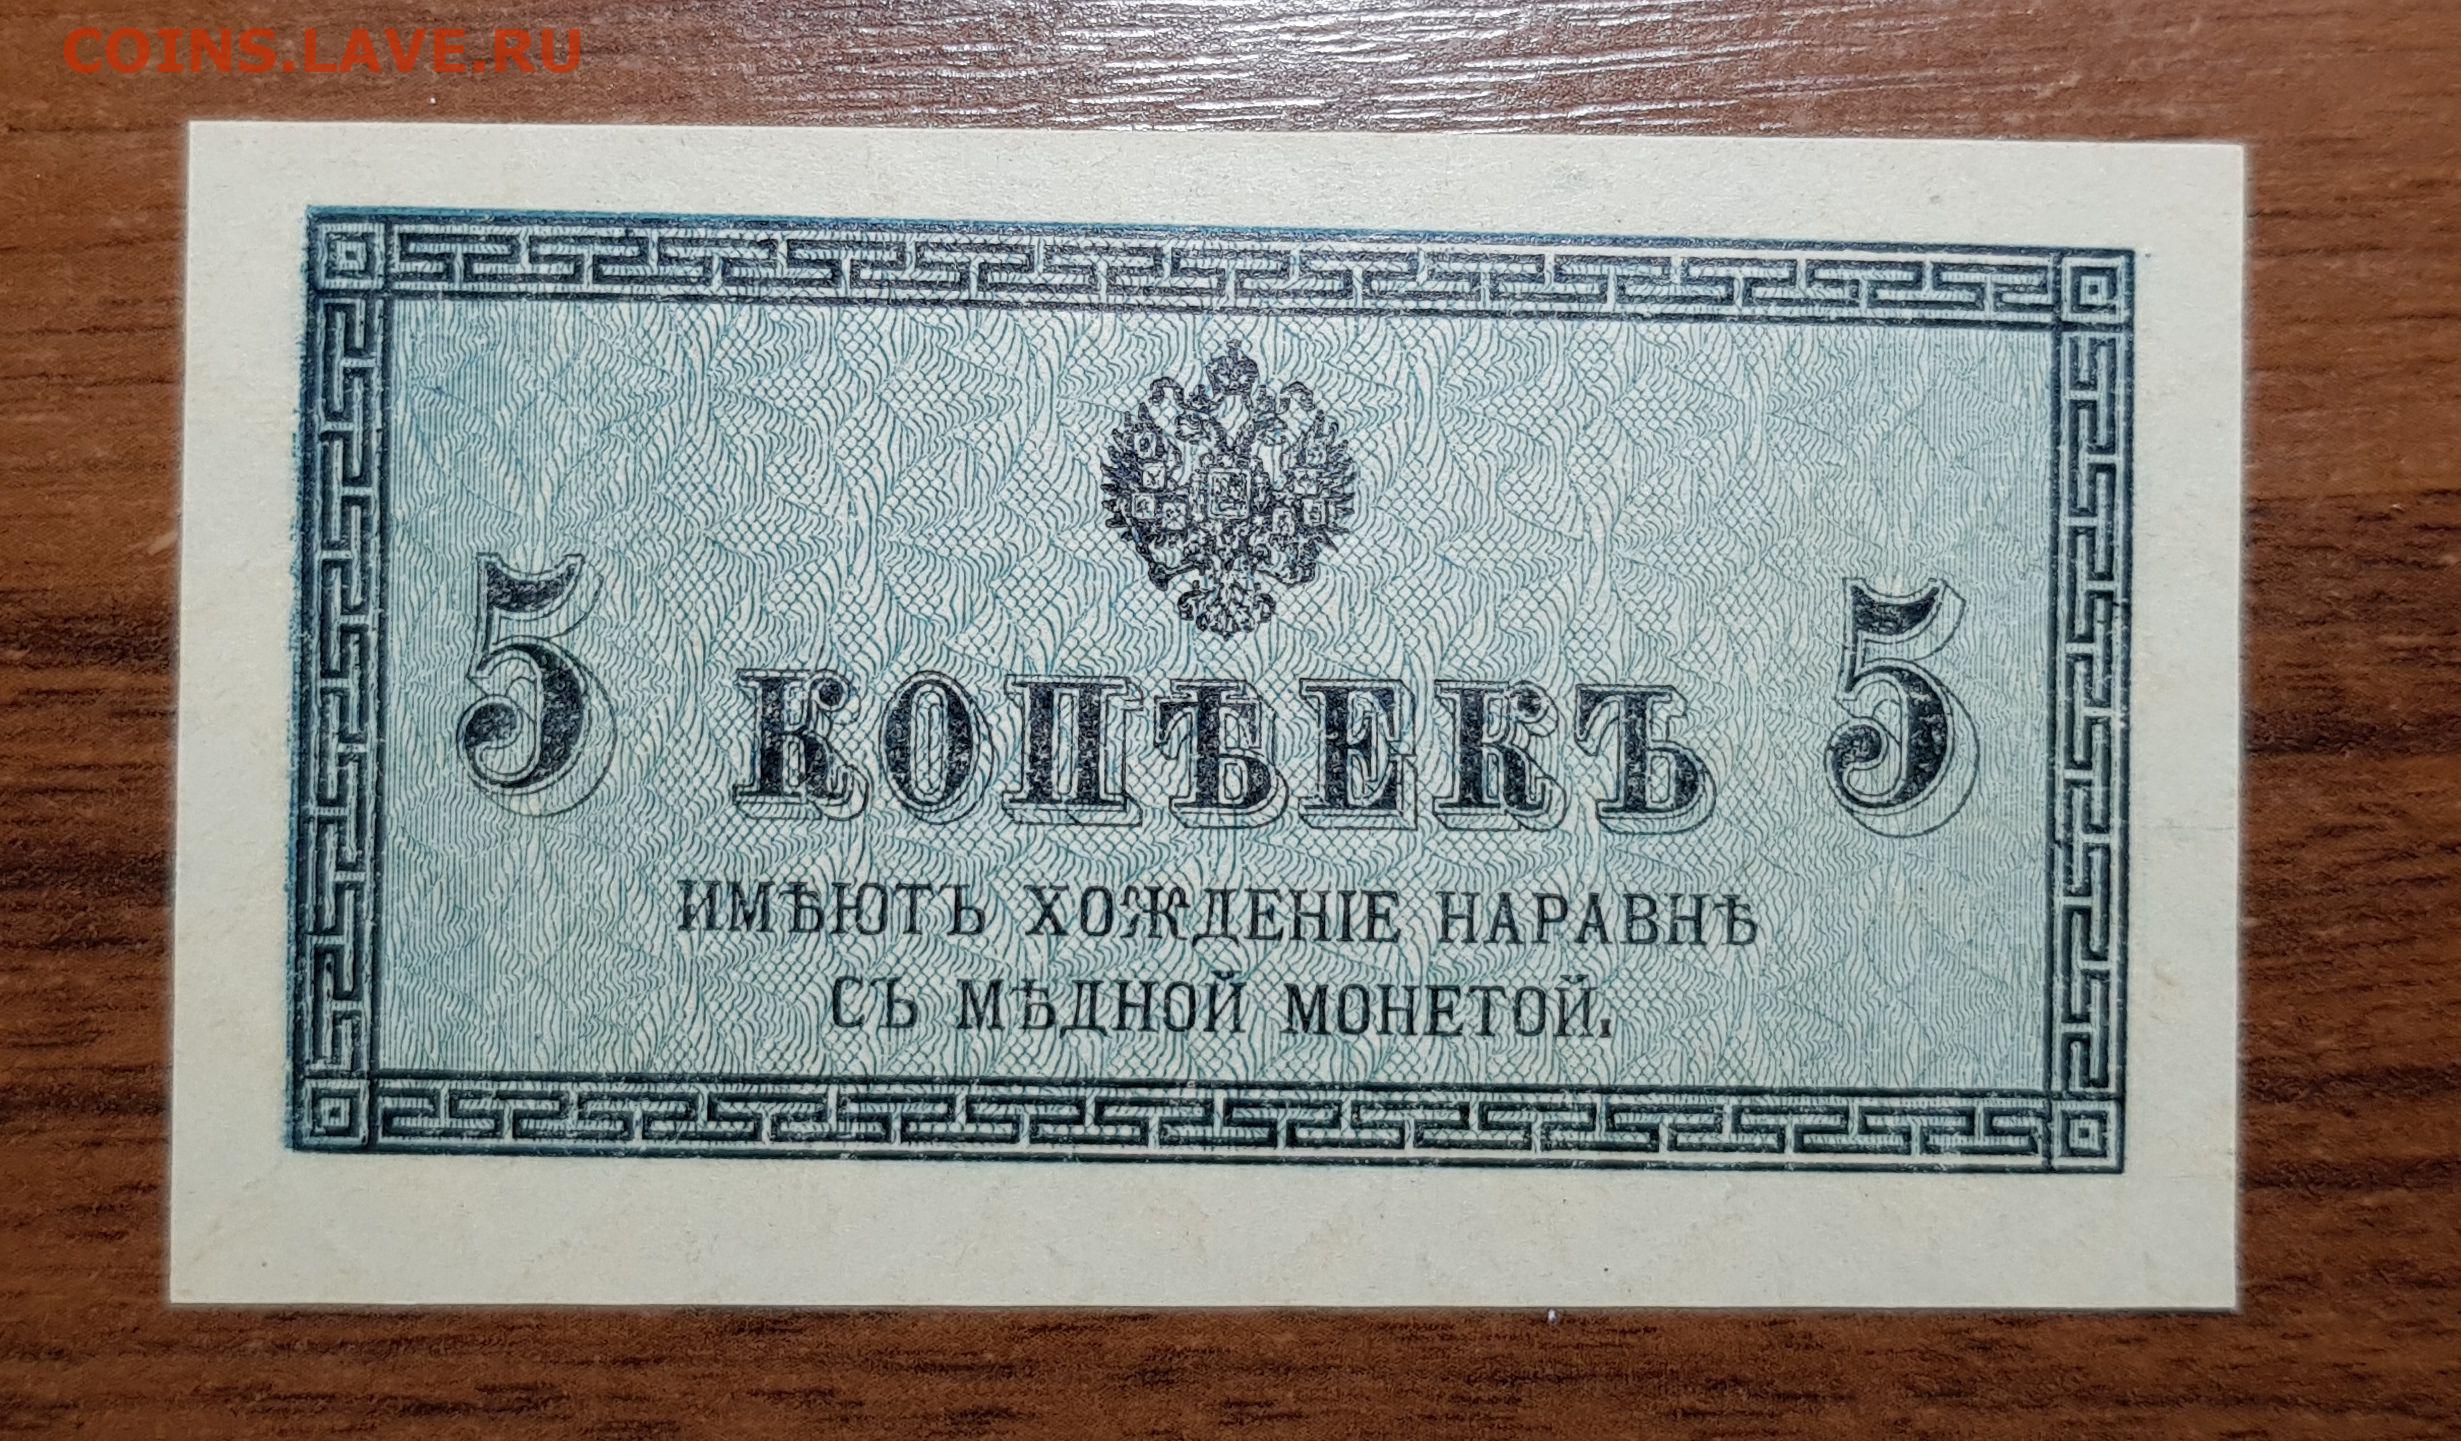 COINS.LAVE.RU
5 КОПѢЕКЪ 5
ИМѢЮТЪ ХОЖДЕНІЕ НАРАВНѢ
СЪ МѢДНОЙ МОНЕТОЙ.